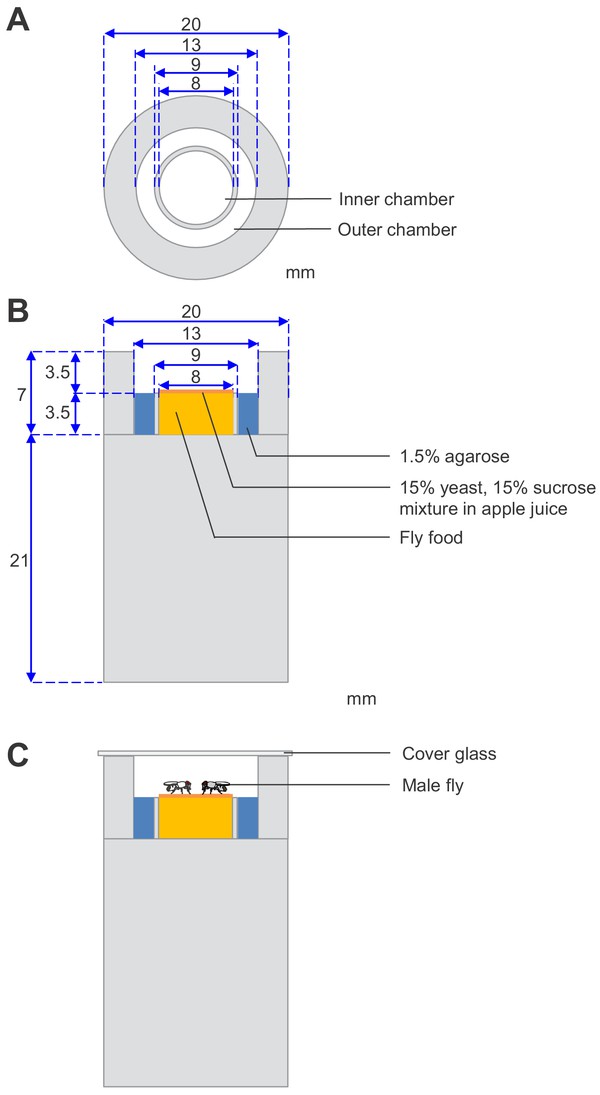 A
20
13
9
8
Inner chamber
Outer chamber
mm
B
20
13
9
8
3.5
7
3.5
1.5% agarose
15% yeast, 15% sucrose
mixture in apple juice
Fly food
21
mm
C
Cover glass
Male fly